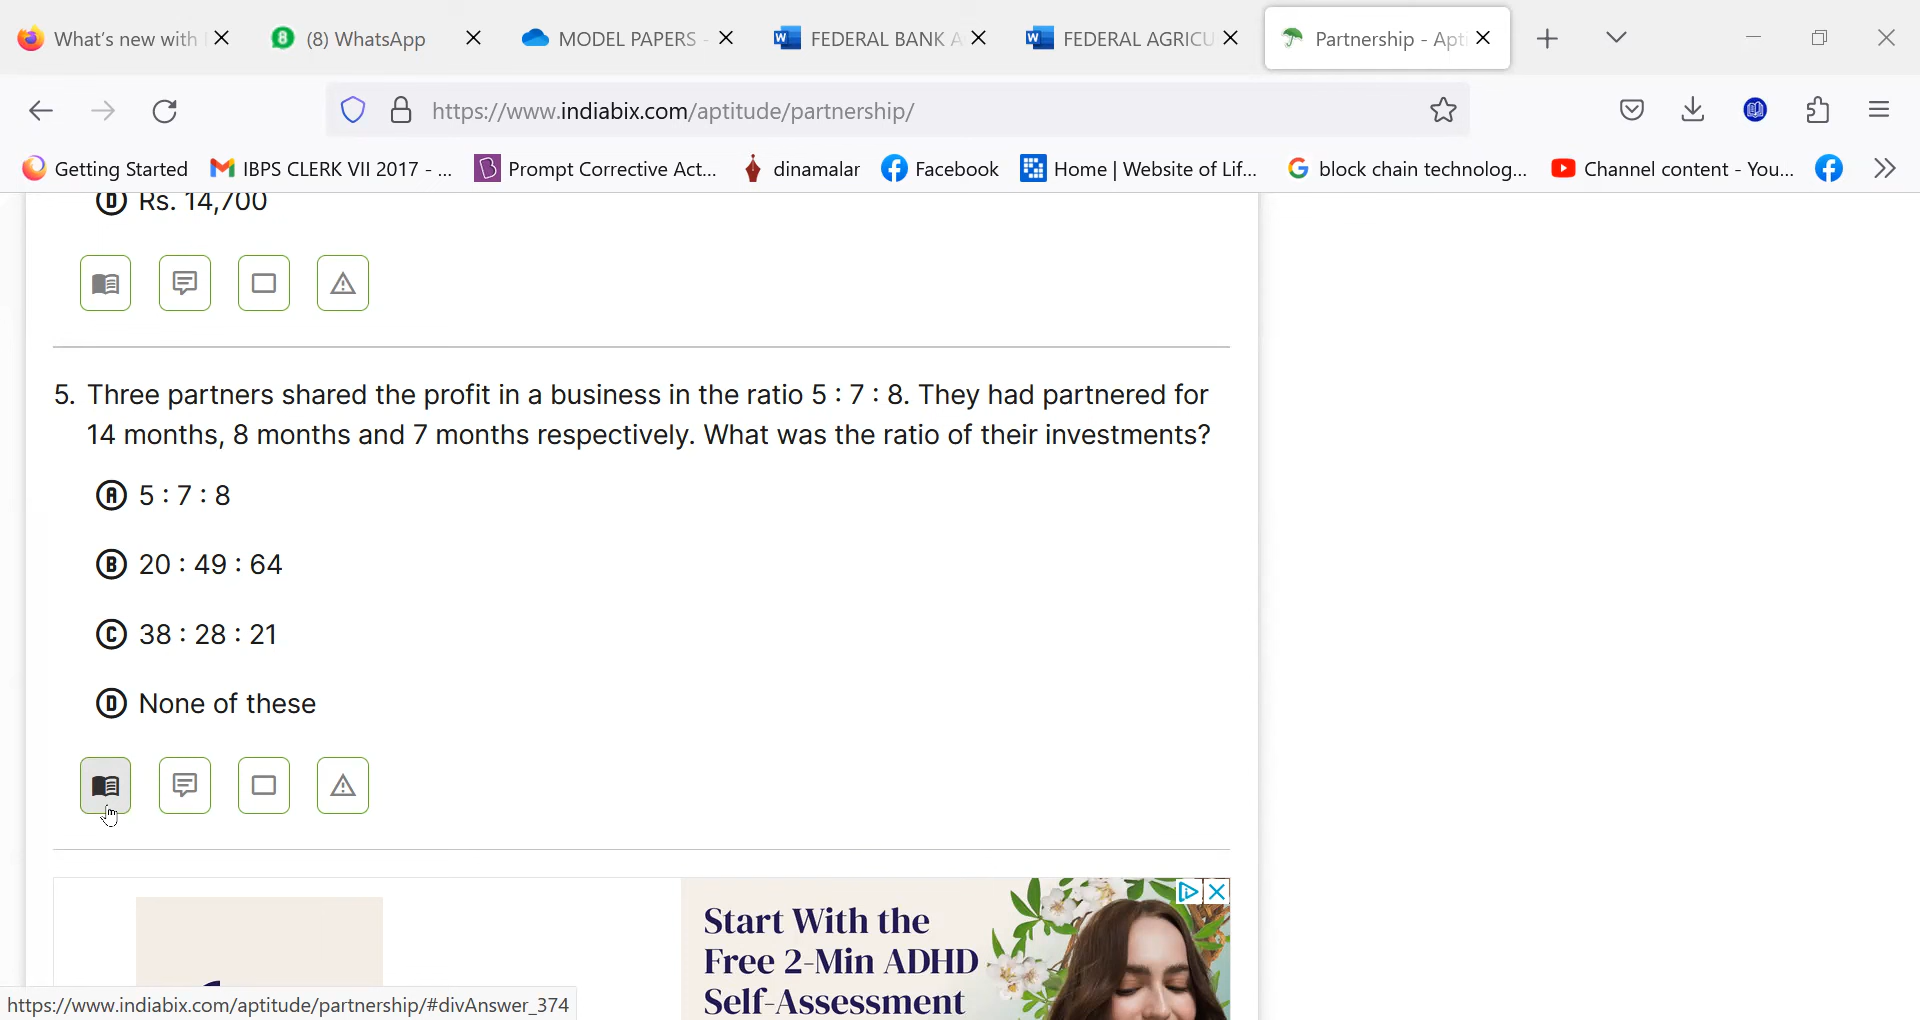 What's new with
(8) WhatsApp
MODEL PAPERS -
FEDERAL BANK A
FEDERAL AGRICU
Partnership - Apti
https://www.indiabix.com/aptitude/partnership/
Getting Started
IBPS CLERK VII 2017 - ...
Prompt Corrective Act...
dinamalar
Facebook
Home | Website of Lif...
block chain technolog...
Channel content - You...
D Rs. 14,700
5. Three partners shared the profit in a business in the ratio 5 : 7 : 8. They had partnered for
14 months, 8 months and 7 months respectively. What was the ratio of their investments?
A 5 : 7 : 8
B 20 : 49 : 64
C 38 : 28 : 21
D None of these
Start With the
Free 2-Min ADHD
Self-Assessment
https://www.indiabix.com/aptitude/partnership/#divAnswer_374